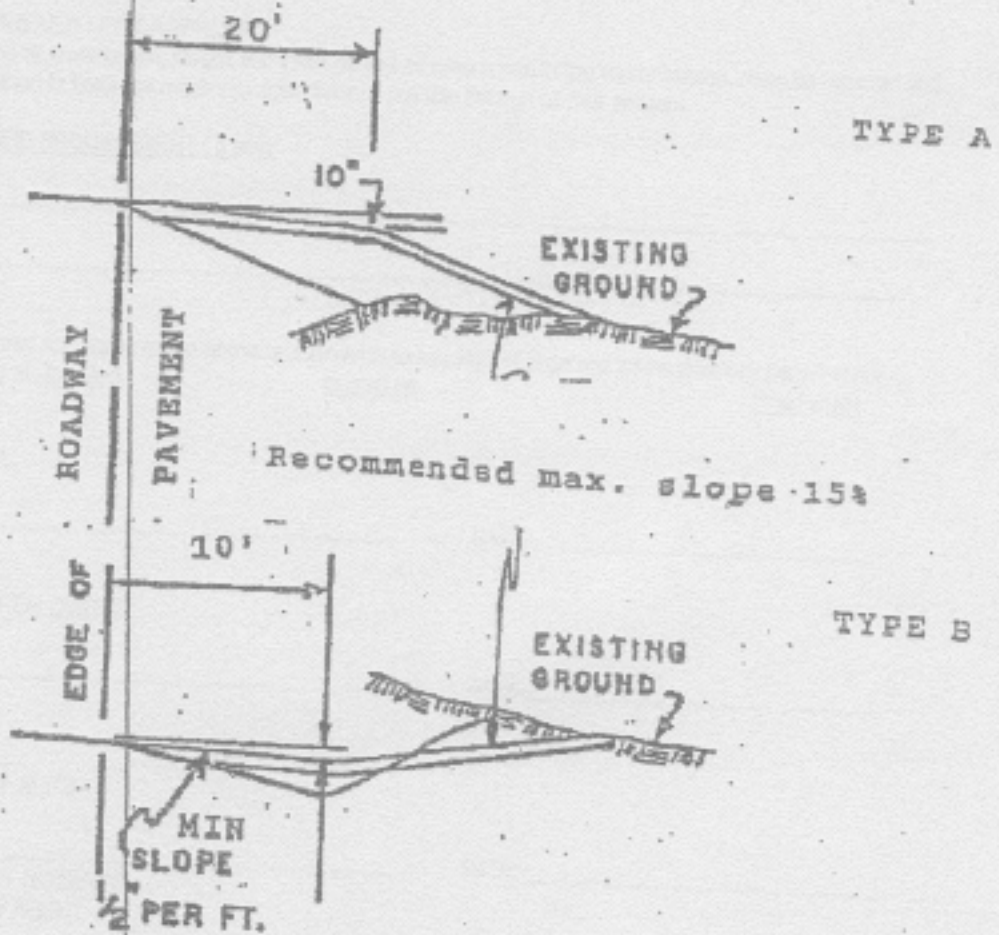 20'
TYPE A
10"
EXISTING
GROUND
ROADWAY
PAVEMENT
Recommended max. slope 15%
10'
EDGE OF
TYPE B
EXISTING
GROUND
MIN
SLOPE
1/2" PER FT.